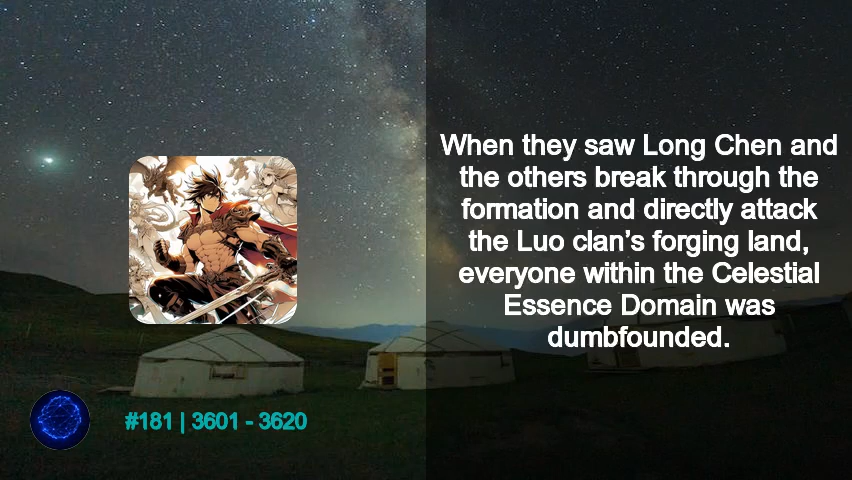 When they saw Long Chen and
the others break through the
formation and directly attack
the Luo clan’s forging land,
everyone within the Celestial
Essence Domain was
dumbfounded.
#181 | 3601 - 3620